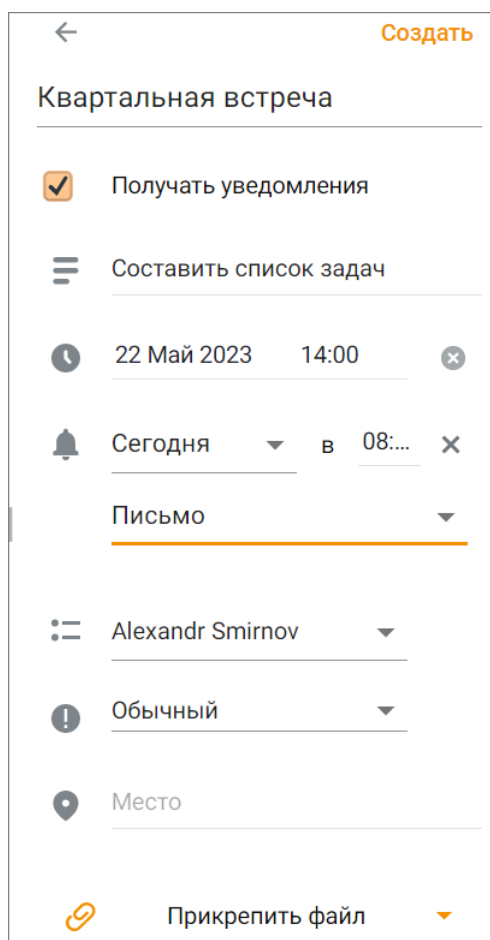 Создать
Квартальная встреча
Получать уведомления
Составить список задач
22 Май 2023 14:00
Сегодня в 08:...
Письмо
Alexandr Smirnov
Обычный
Место
Прикрепить файл